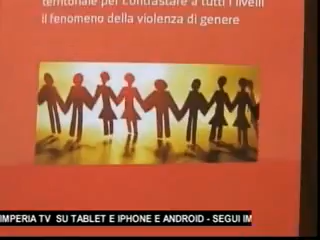 territoriale per contrastare a tutti i livelli
il fenomeno della violenza di genere
IMPERIA TV SU TABLET E IPHONE E ANDROID - SEGUI IM